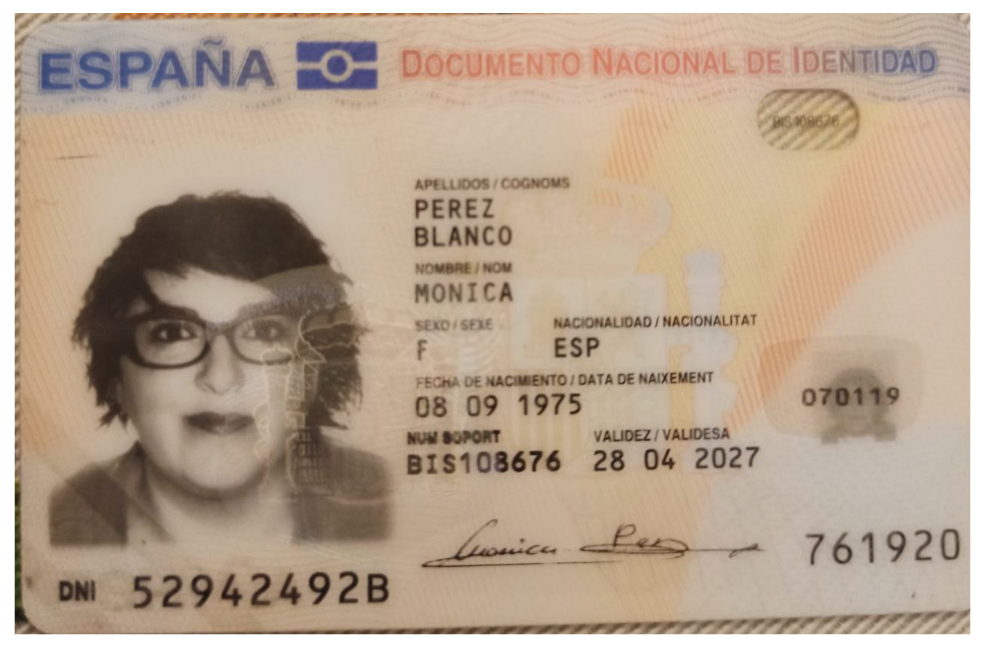 ESPAÑA DOCUMENTO NACIONAL DE IDENTIDAD
BIS108676
APELLIDOS / COGNOMS
PEREZ
BLANCO
NOMBRE / NOM
MONICA
SEXO / SEXE NACIONALIDAD / NACIONALITAT
F ESP
FECHA DE NACIMIENTO / DATA DE NAIXEMENT
08 09 1975
070119
NUM SOPORT VALIDEZ / VALIDESA
BIS108676 28 04 2027
Monica Perez
761920
DNI 52942492B